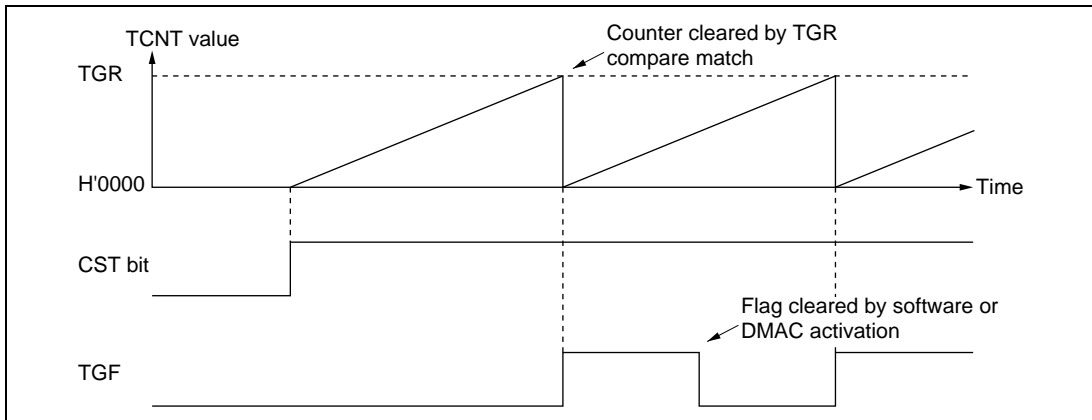 TCNT value
Counter cleared by TGR
compare match
TGR
H'0000
Time
CST bit
Flag cleared by software or
DMAC activation
TGF